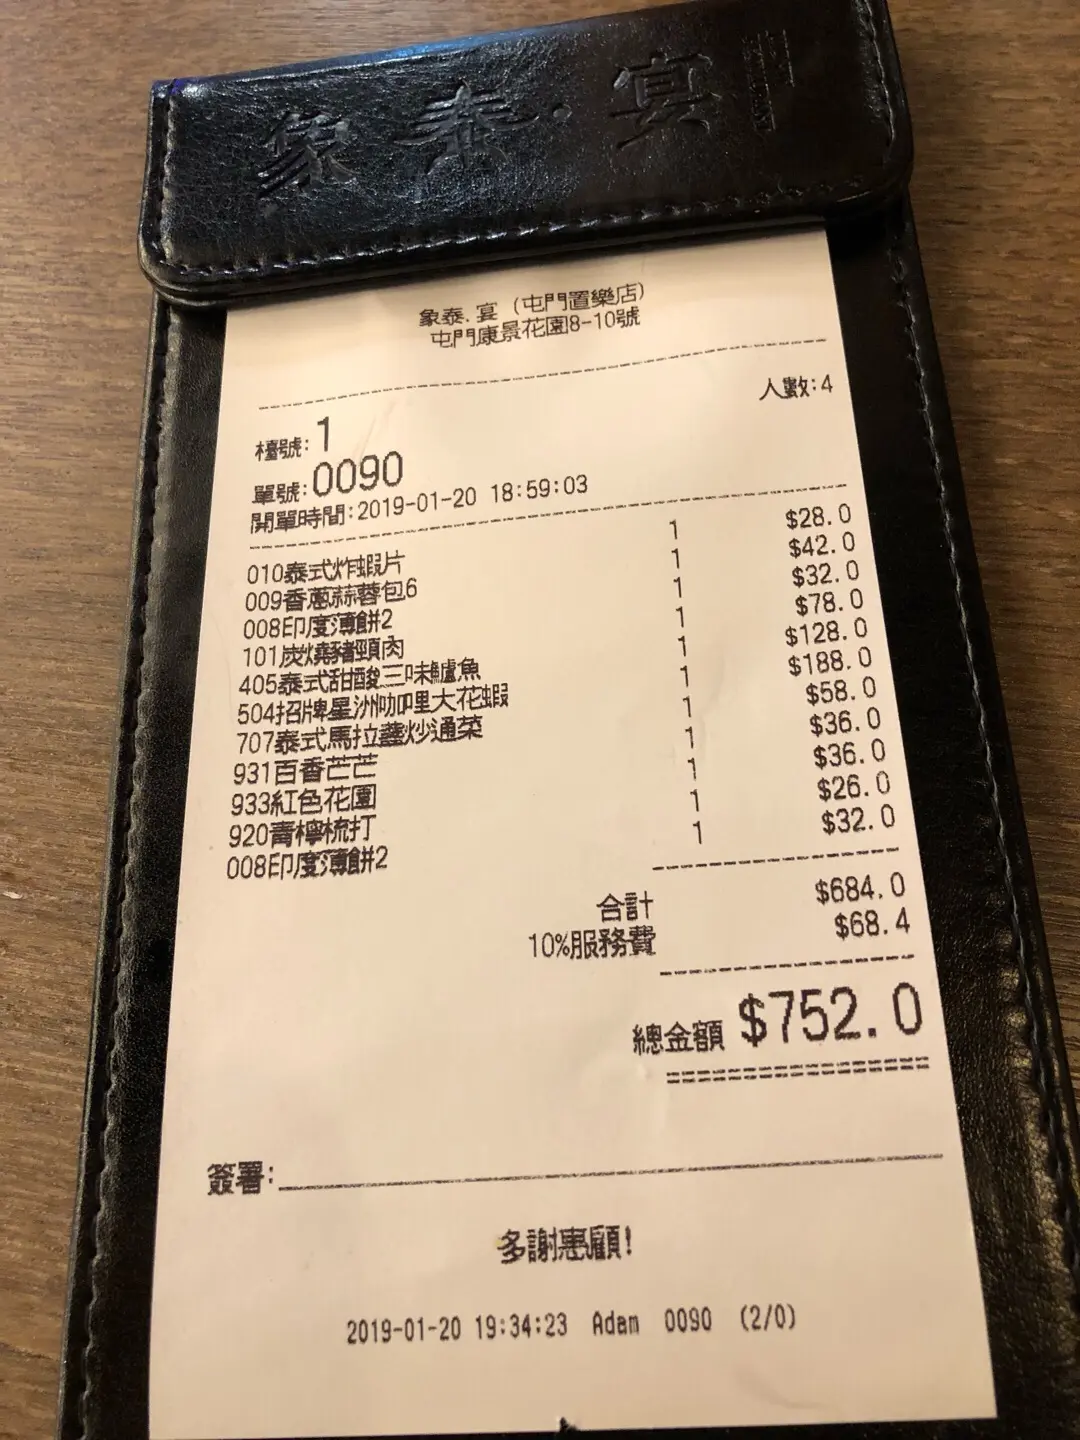 象泰·宴
象泰.宴 (屯門置樂店)
屯門康景花園8-10號
人數:4
檯號:1
單號:0090
開單時間:2019-01-20 18:59:03
010泰式炸蝦片 1 $28.0
009香蔥蒜蓉包6 1 $42.0
008印度薄餅2 1 $32.0
101炭燒豬頸肉 1 $78.0
405泰式甜酸三味鱸魚 1 $128.0
504招牌星洲咖哩大花蝦 1 $188.0
707泰式馬拉盞炒通菜 1 $58.0
931百香芒芒 1 $36.0
933紅色花園 1 $36.0
920青檸梳打 1 $26.0
008印度薄餅2 1 $32.0
合計 $684.0
10%服務費 $68.4
總金額 $752.0
簽署:
多謝惠顧!
2019-01-20 19:34:23 Adam 0090 (2/0)